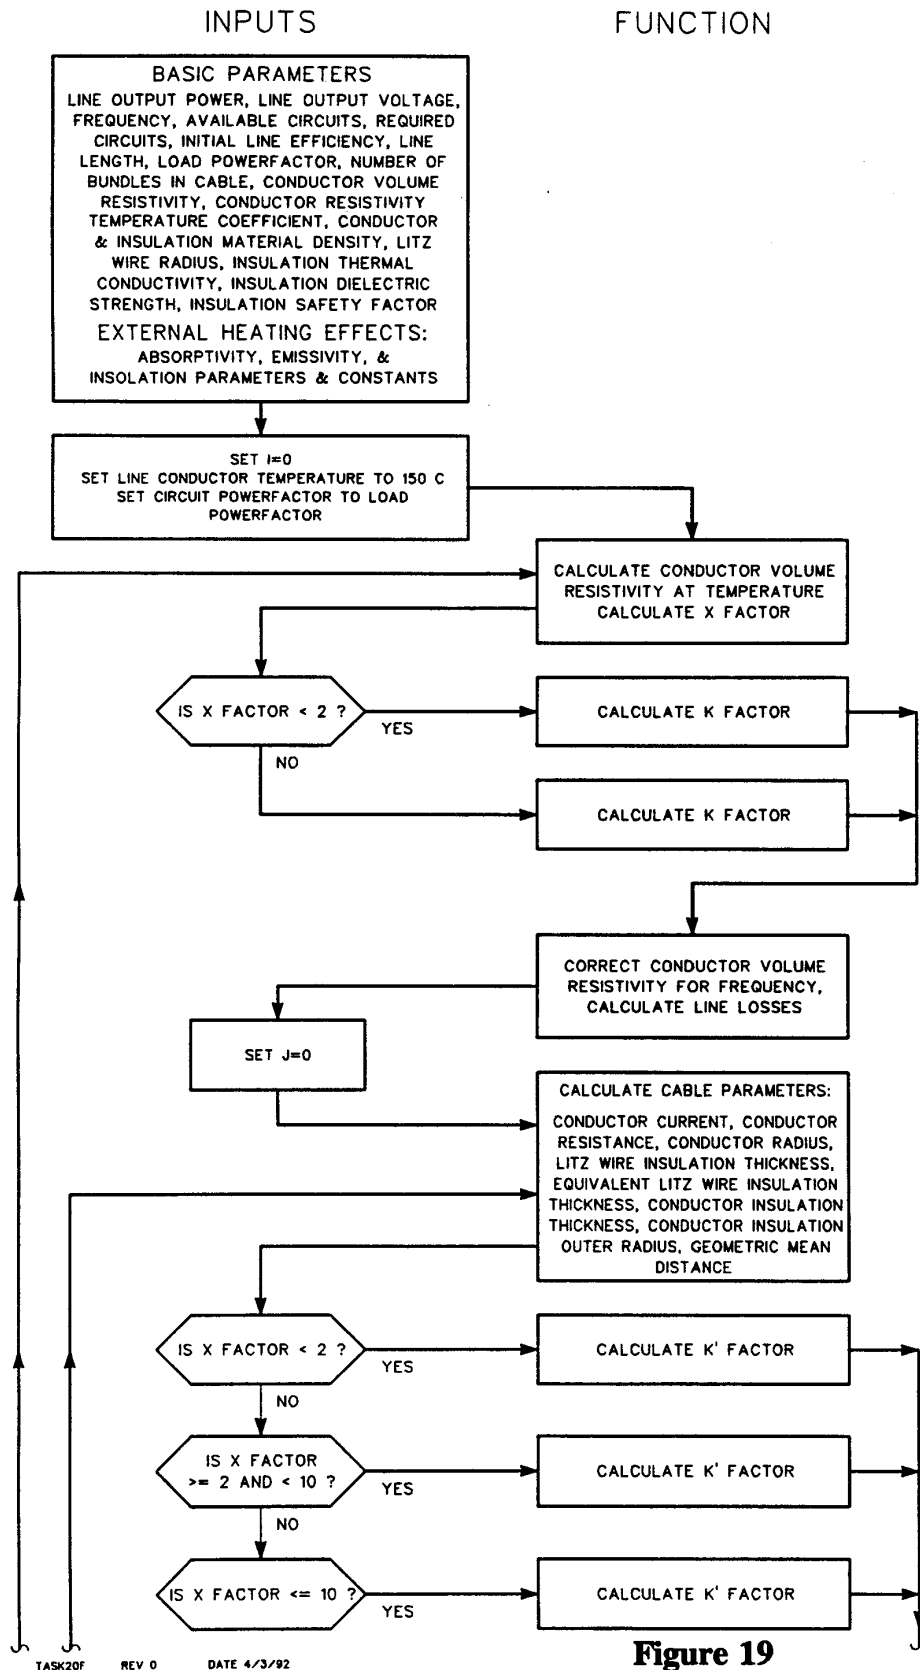 INPUTS
FUNCTION
BASIC PARAMETERS
LINE OUTPUT POWER, LINE OUTPUT VOLTAGE,
FREQUENCY, AVAILABLE CIRCUITS, REQUIRED
CIRCUITS, INITIAL LINE EFFICIENCY, LINE
LENGTH, LOAD POWERFACTOR, NUMBER OF
BUNDLES IN CABLE, CONDUCTOR VOLUME
RESISTIVITY, CONDUCTOR RESISTIVITY
TEMPERATURE COEFFICIENT, CONDUCTOR
& INSULATION MATERIAL DENSITY, LITZ
WIRE RADIUS, INSULATION THERMAL
CONDUCTIVITY, INSULATION DIELECTRIC
STRENGTH, INSULATION SAFETY FACTOR
EXTERNAL HEATING EFFECTS:
ABSORPTIVITY, EMISSIVITY, &
INSOLATION PARAMETERS & CONSTANTS
SET I=0
SET LINE CONDUCTOR TEMPERATURE TO 150 C
SET CIRCUIT POWERFACTOR TO LOAD
POWERFACTOR
CALCULATE CONDUCTOR VOLUME
RESISTIVITY AT TEMPERATURE
CALCULATE X FACTOR
IS X FACTOR < 2 ?
YES
CALCULATE K FACTOR
NO
CALCULATE K FACTOR
CORRECT CONDUCTOR VOLUME
RESISTIVITY FOR FREQUENCY,
CALCULATE LINE LOSSES
SET J=0
CALCULATE CABLE PARAMETERS:
CONDUCTOR CURRENT, CONDUCTOR
RESISTANCE, CONDUCTOR RADIUS,
LITZ WIRE INSULATION THICKNESS,
EQUIVALENT LITZ WIRE INSULATION
THICKNESS, CONDUCTOR INSULATION
THICKNESS, CONDUCTOR INSULATION
OUTER RADIUS, GEOMETRIC MEAN
DISTANCE
IS X FACTOR < 2 ?
YES
CALCULATE K' FACTOR
NO
IS X FACTOR
>= 2 AND < 10 ?
YES
CALCULATE K' FACTOR
NO
IS X FACTOR <= 10 ?
YES
CALCULATE K' FACTOR
Figure 19
TASK20F REV 0 DATE 4/3/92